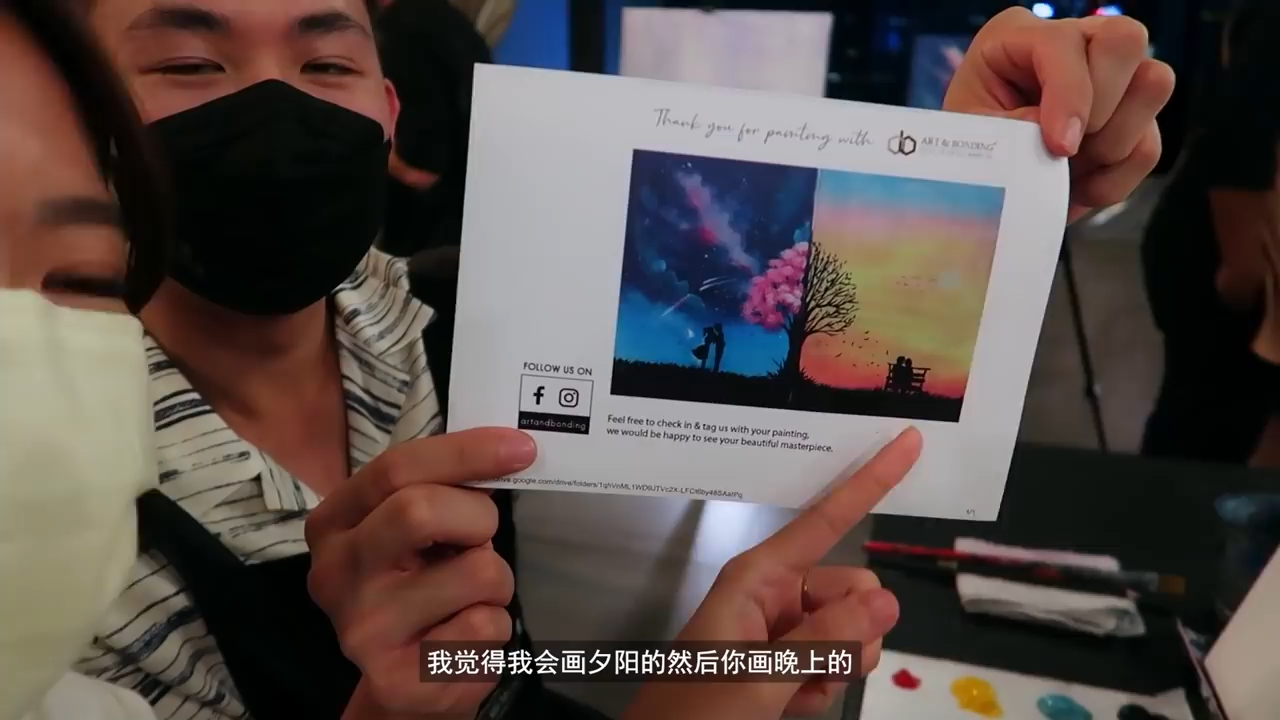 Thank you for painting with
ART & BONDING
FOLLOW US ON
artandbonding
Feel free to check in & tag us with your painting,
we would be happy to see your beautiful masterpiece.
1/1
我觉得我会画夕阳的然后你画晚上的